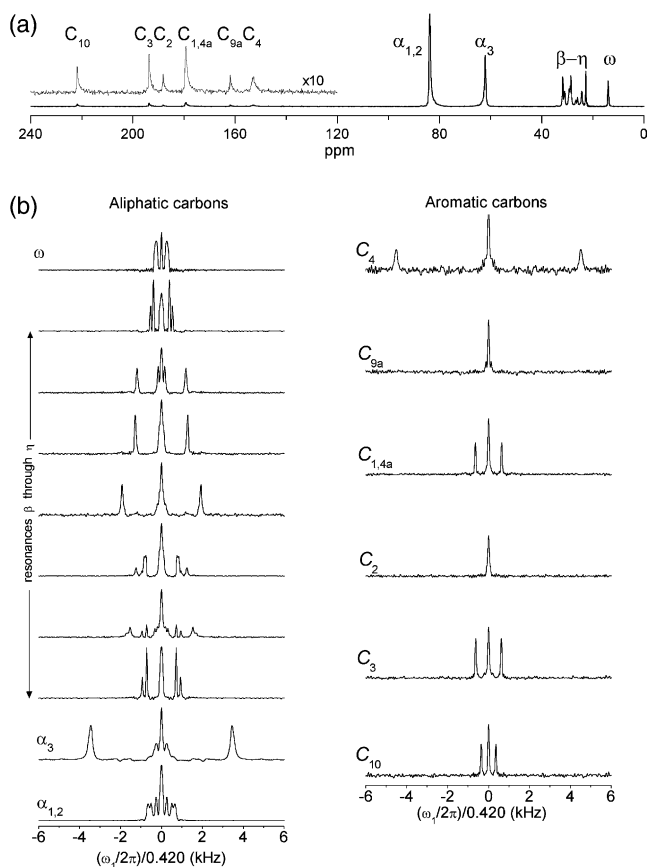 (a)
C10 C3 C2 C1,4a C9a C4
x10
α1,2 α3 β–η ω
240 200 160 120 80 40 0
ppm
(b)
Aliphatic carbons Aromatic carbons
ω
resonances β through η
α3
α1,2
C4
C9a
C1,4a
C2
C3
C10
-6 -4 -2 0 2 4 6
(ω1/2π)/0.420 (kHz)
-6 -4 -2 0 2 4 6
(ω1/2π)/0.420 (kHz)